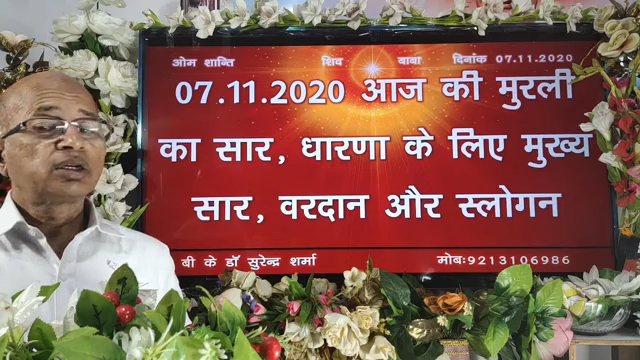 ओम शान्ति शिव बाबा दिनांक 07.11.2020
07.11.2020 आज की मुरली
का सार, धारणा के लिए मुख्य
सार, वरदान और स्लोगन
बी के डॉ सुरेन्द्र शर्मा मोबः9213106986